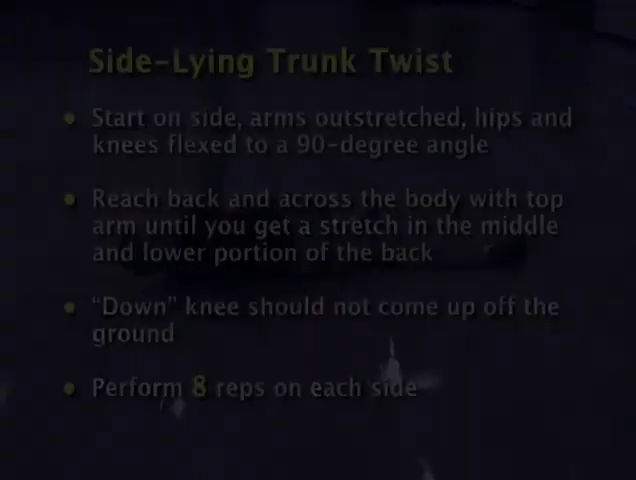 Side-Lying Trunk Twist
• Start on side, arms outstretched, hips and
knees flexed to a 90-degree angle
• Reach back and across the body with top
arm until you get a stretch in the middle
and lower portion of the back
• “Down” knee should not come up off the
ground
• Perform 8 reps on each side